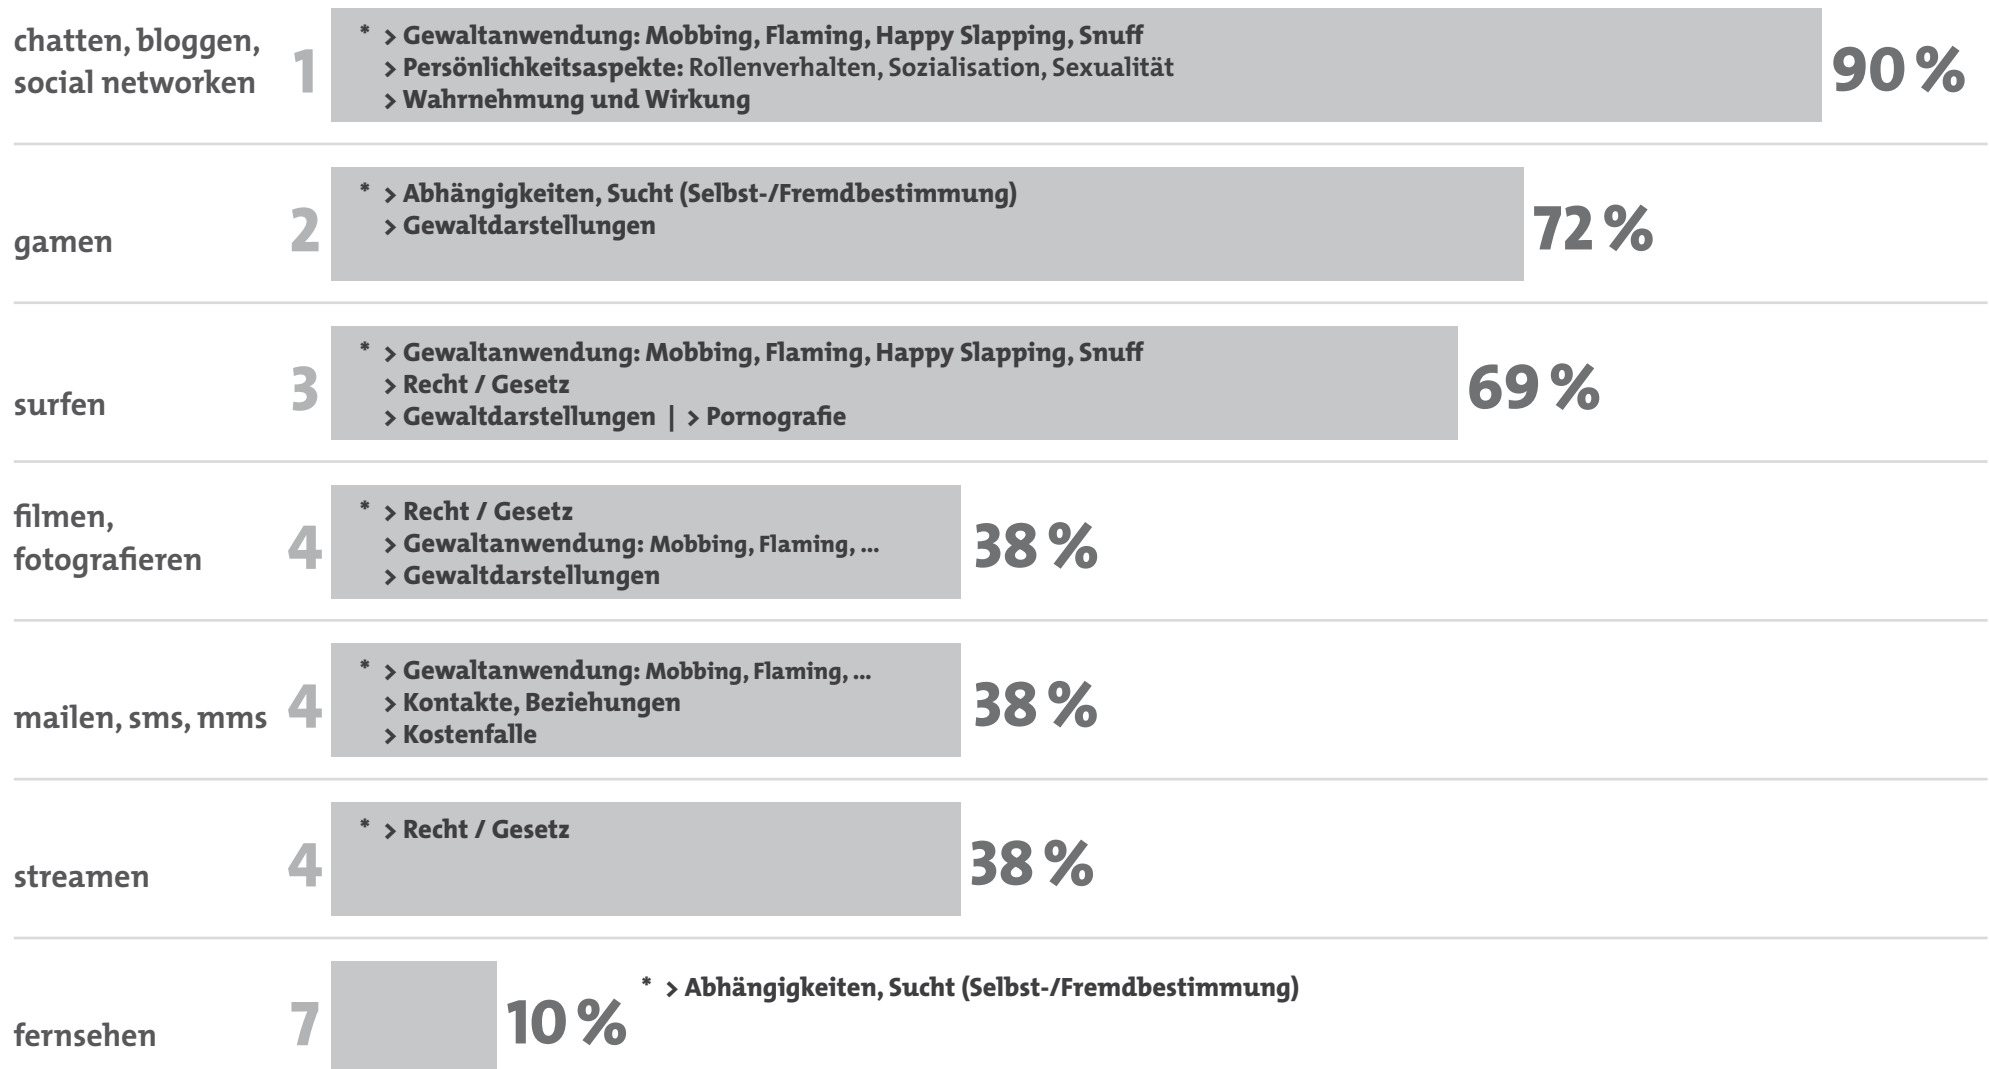 chatten, bloggen,
social networken
1
* > Gewaltanwendung: Mobbing, Flaming, Happy Slapping, Snuff
> Persönlichkeitsaspekte: Rollenverhalten, Sozialisation, Sexualität
> Wahrnehmung und Wirkung
90 %
gamen
2
* > Abhängigkeiten, Sucht (Selbst-/Fremdbestimmung)
> Gewaltdarstellungen
72 %
surfen
3
* > Gewaltanwendung: Mobbing, Flaming, Happy Slapping, Snuff
> Recht / Gesetz
> Gewaltdarstellungen | > Pornografie
69 %
filmen,
fotografieren
4
* > Recht / Gesetz
> Gewaltanwendung: Mobbing, Flaming, ...
> Gewaltdarstellungen
38 %
mailen, sms, mms
4
* > Gewaltanwendung: Mobbing, Flaming, ...
> Kontakte, Beziehungen
> Kostenfalle
38 %
streamen
4
* > Recht / Gesetz
38 %
fernsehen
7
10 %
* > Abhängigkeiten, Sucht (Selbst-/Fremdbestimmung)